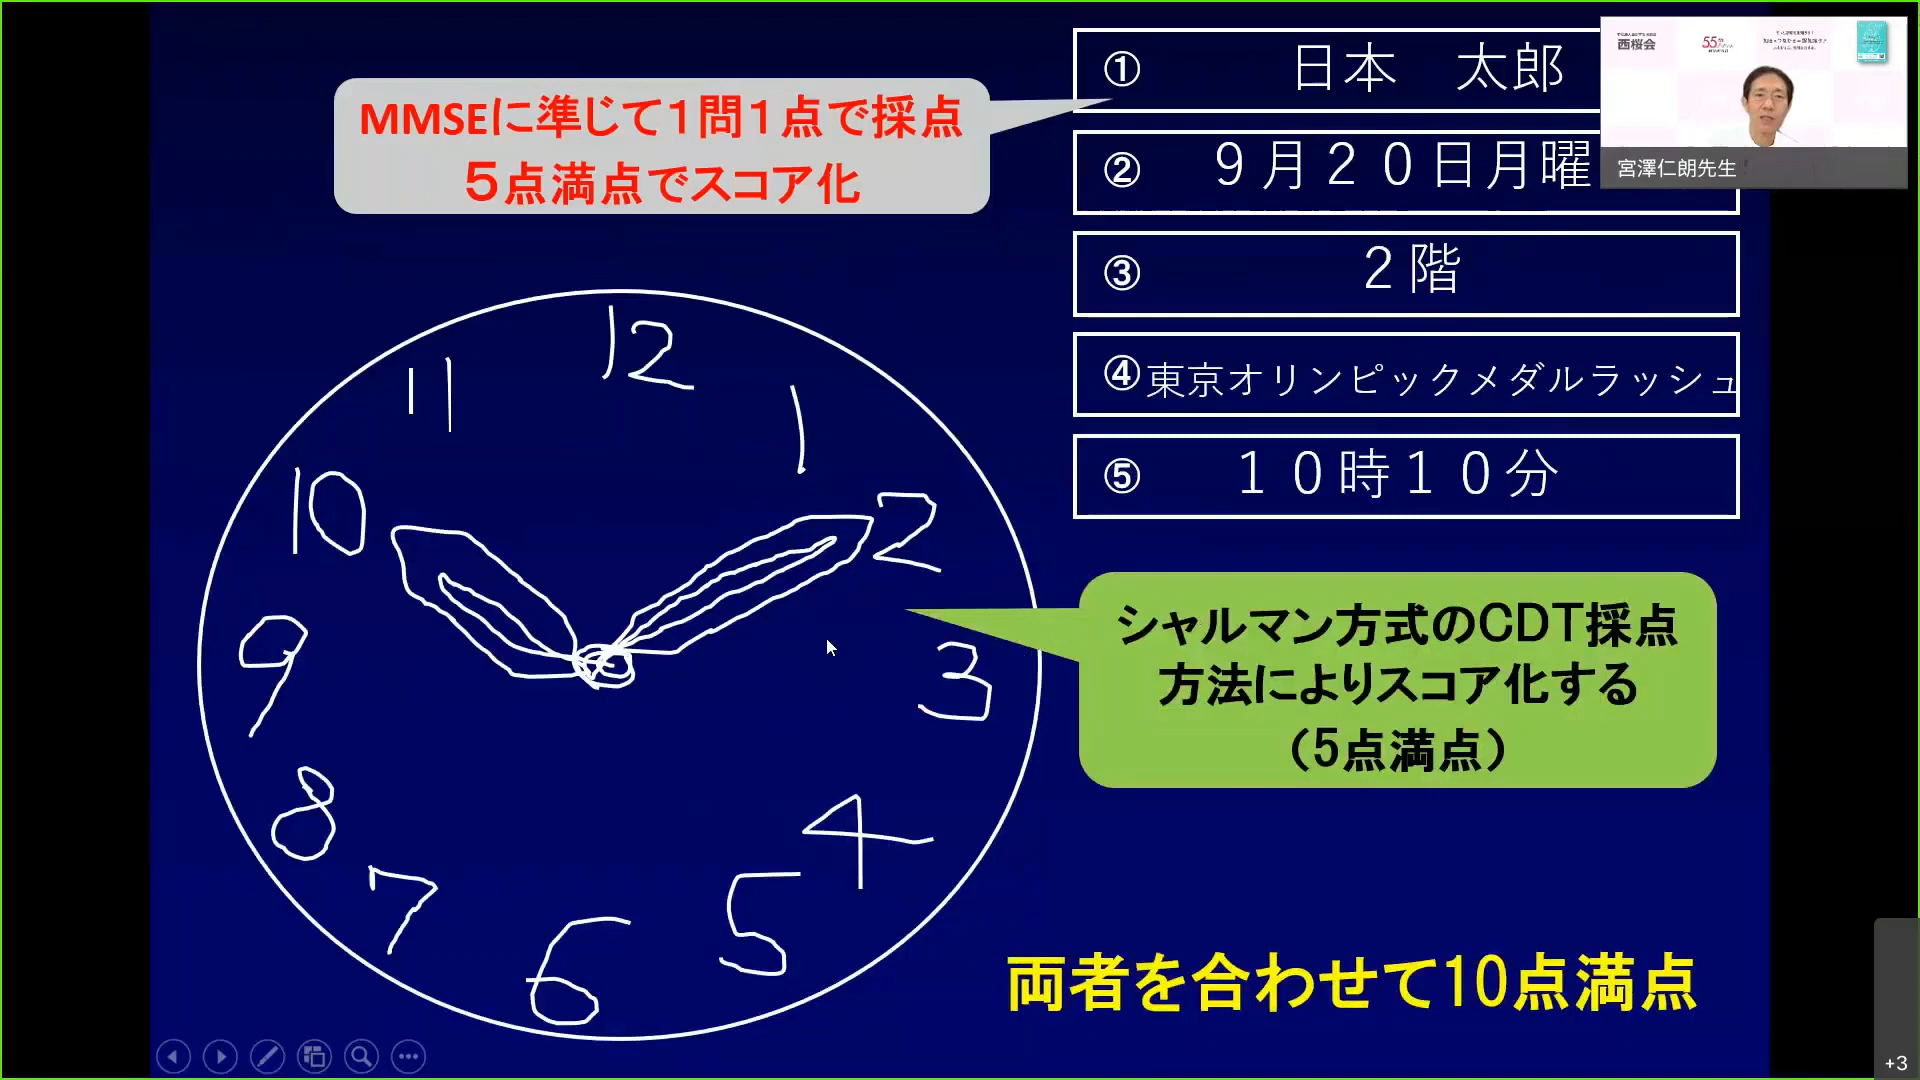 MMSEに準じて１問１点で採点
５点満点でスコア化
① 日本　太郎
② ９月２０日月曜
③ ２階
④東京オリンピックメダルラッシュ
⑤ １０時１０分
西桜会
55
宮澤仁朗先生
12
11
1
10
2
9
3
8
4
7
5
6
シャルマン方式のCDT採点
方法によりスコア化する
（5点満点）
両者を合わせて10点満点
+3